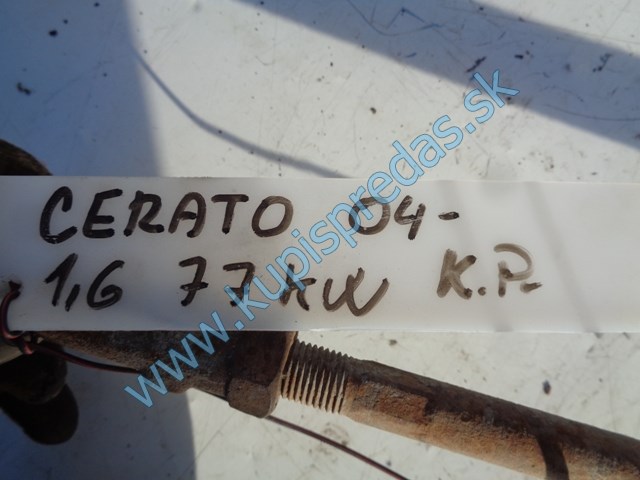 CERATO 04-
1,6 77kW K.P.
www.kupispredas.sk